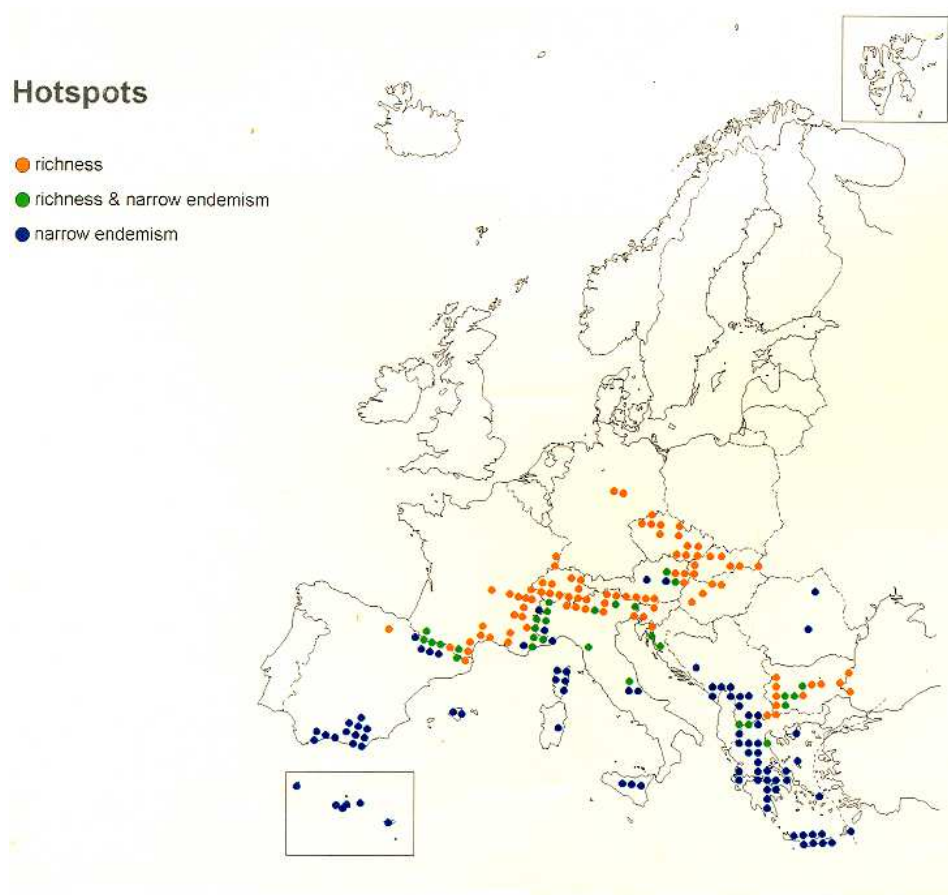 Hotspots
richness
richness & narrow endemism
narrow endemism